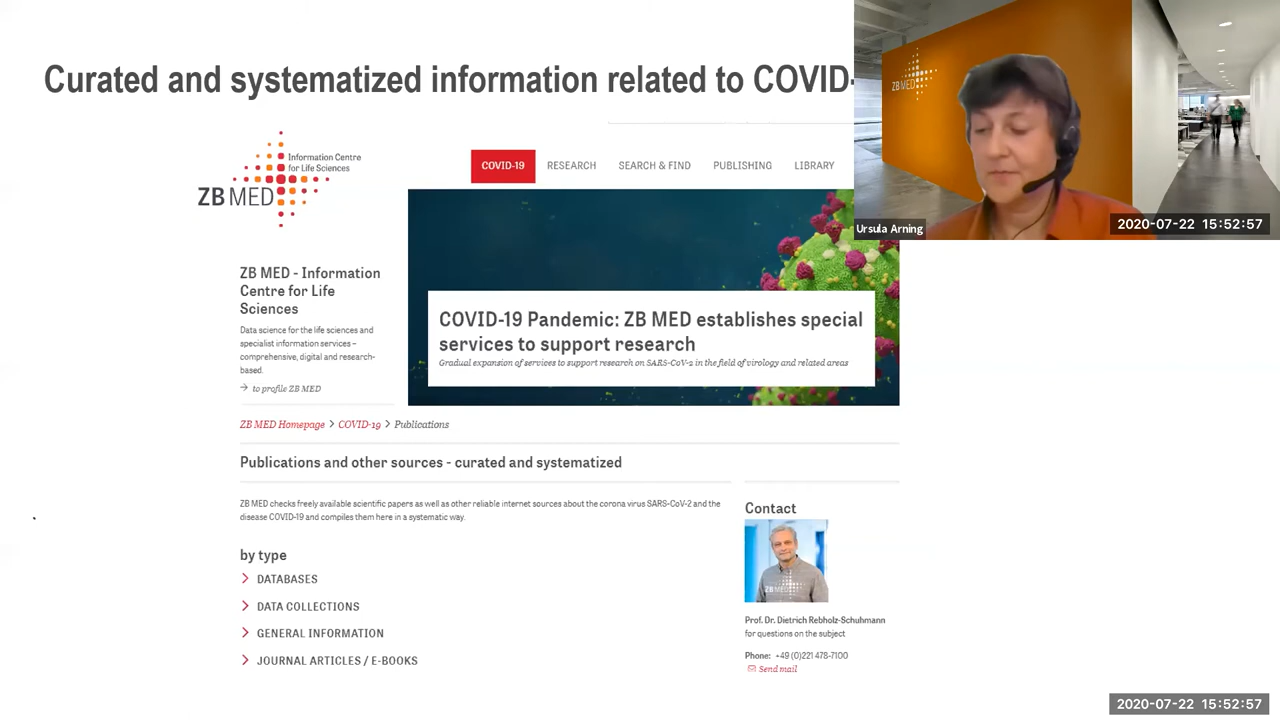 Curated and systematized information related to COVID-
ZB MED
Information Centre
for Life Sciences
COVID-19
RESEARCH
SEARCH & FIND
PUBLISHING
LIBRARY
ZB MED
Ursula Arning
2020-07-22 15:52:57
ZB MED - Information
Centre for Life
Sciences
Data science for the life sciences and
specialist information services –
comprehensive, digital and research-
based.
to profile ZB MED
COVID-19 Pandemic: ZB MED establishes special
services to support research
Gradual expansion of services to support research on SARS-CoV-2 in the field of virology and related areas
ZB MED Homepage > COVID-19 > Publications
Publications and other sources - curated and systematized
ZB MED checks freely available scientific papers as well as other reliable internet sources about the corona virus SARS-CoV-2 and the
disease COVID-19 and compiles them here in a systematic way.
by type
DATABASES
DATA COLLECTIONS
GENERAL INFORMATION
JOURNAL ARTICLES / E-BOOKS
Contact
ZB MED
Prof. Dr. Dietrich Rebholz-Schuhmann
for questions on the subject
Phone: +49 (0)221 478-7100
Send mail
2020-07-22 15:52:57